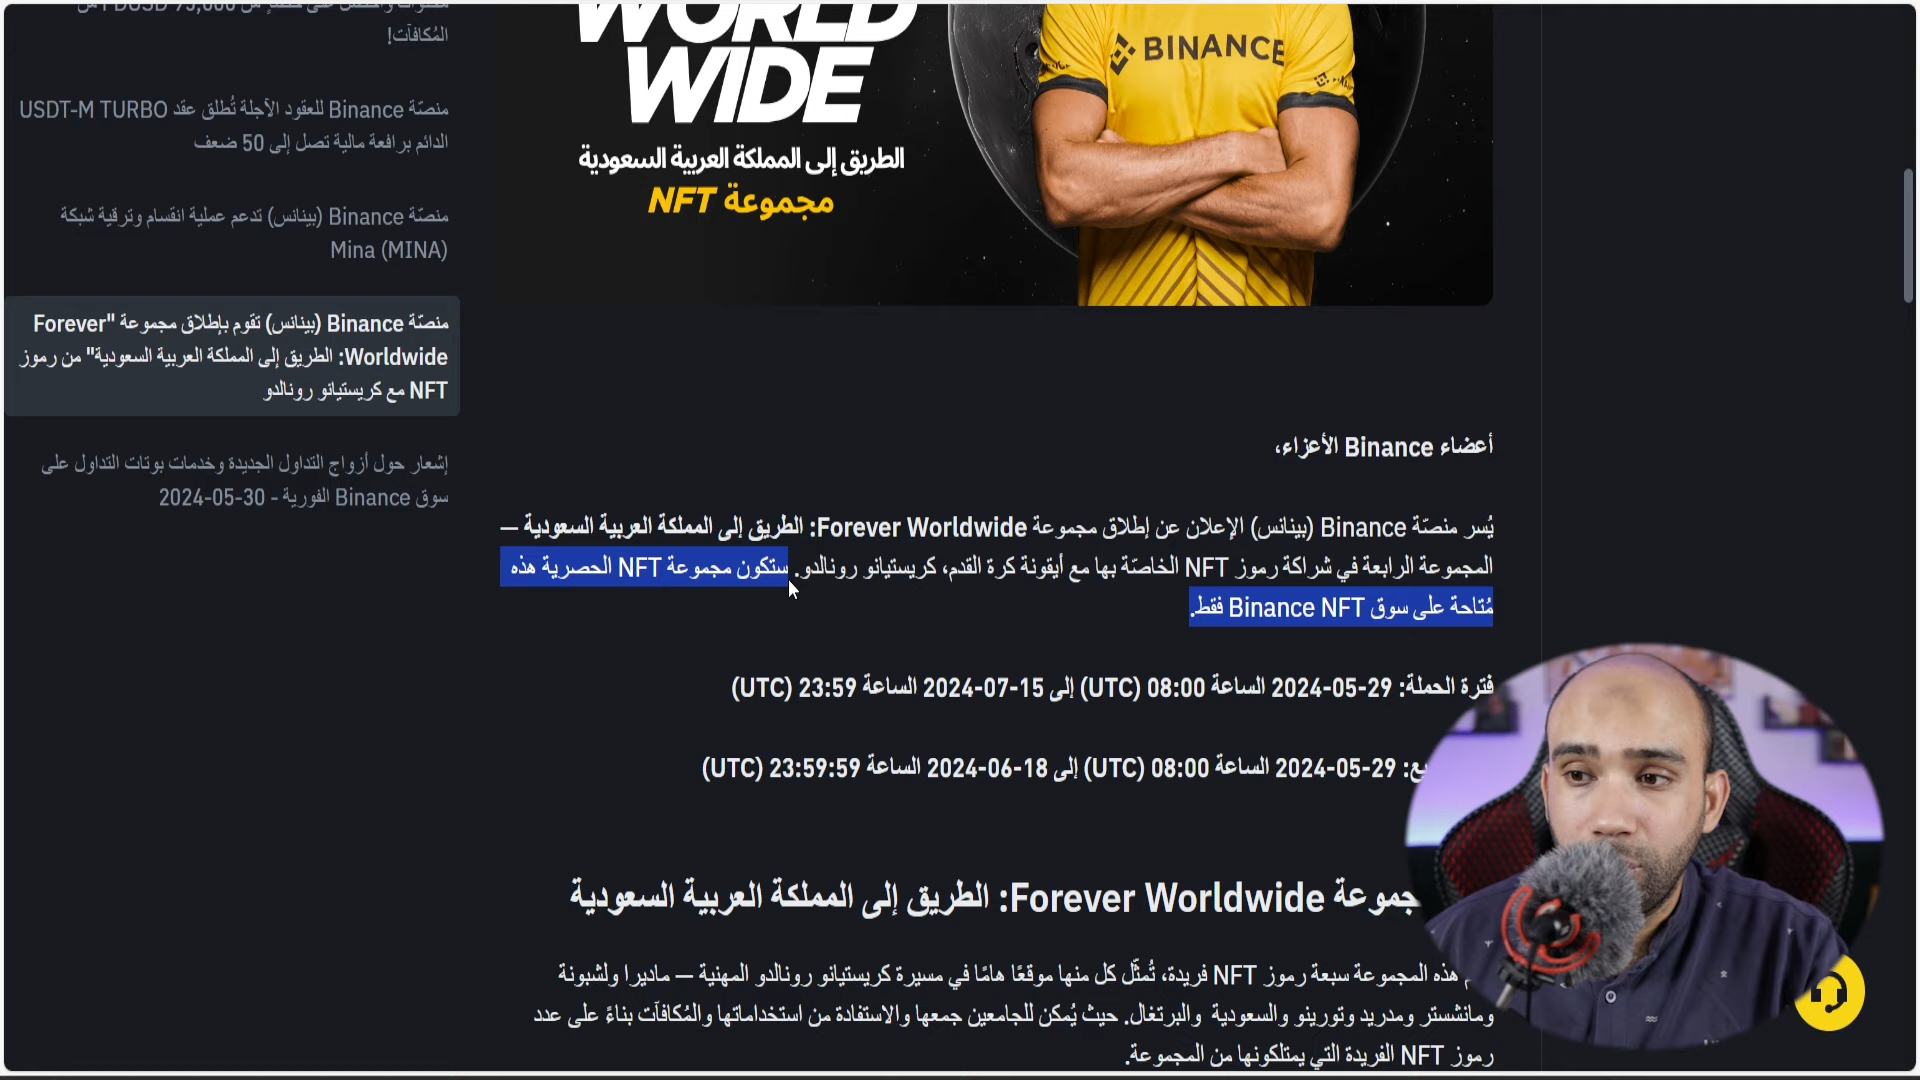 المُكافآت!
منصّة Binance للعقود الآجلة تُطلق عقد USDT-M TURBO
الدائم برافعة مالية تصل إلى 50 ضعف
منصّة Binance (بينانس) تدعم عملية انقسام وترقية شبكة
Mina (MINA)
منصّة Binance (بينانس) تقوم بإطلاق مجموعة "Forever
Worldwide: الطريق إلى المملكة العربية السعودية" من رموز
NFT مع كريستيانو رونالدو
إشعار حول أزواج التداول الجديدة وخدمات بوتات التداول على
سوق Binance الفورية - 30-05-2024
WORLD
WIDE
الطريق إلى المملكة العربية السعودية
مجموعة NFT
BINANCE
أعضاء Binance الأعزاء،
يُسر منصّة Binance (بينانس) الإعلان عن إطلاق مجموعة Forever Worldwide: الطريق إلى المملكة العربية السعودية —
المجموعة الرابعة في شراكة رموز NFT الخاصّة بها مع أيقونة كرة القدم، كريستيانو رونالدو. ستكون مجموعة NFT الحصرية هذه
مُتاحة على سوق Binance NFT فقط.
فترة الحملة: 29-05-2024 الساعة 08:00 (UTC) إلى 15-07-2024 الساعة 23:59 (UTC)
29-05-2024 الساعة 08:00 (UTC) إلى 18-06-2024 الساعة 23:59:59 (UTC)
جموعة Forever Worldwide: الطريق إلى المملكة العربية السعودية
هذه المجموعة سبعة رموز NFT فريدة، تُمثّل كل منها موقعًا هامًا في مسيرة كريستيانو رونالدو المهنية — ماديرا ولشبونة
ومانشستر ومدريد وتورينو والسعودية والبرتغال. حيث يُمكن للجامعين جمعها والاستفادة من استخداماتها والمُكافآت بناءً على عدد
رموز NFT الفريدة التي يمتلكونها من المجموعة.